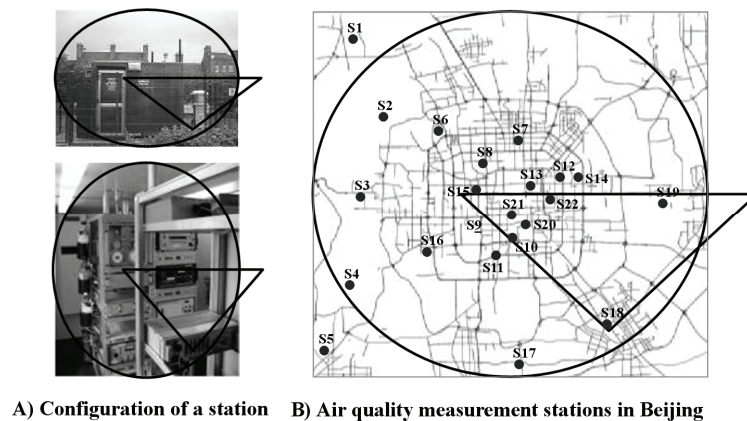 S1
S2
S6
S7
S8
S12
S13
S14
S15
S3
S19
S22
S21
S9
S20
S10
S16
S11
S4
S18
S5
S17
A) Configuration of a station
B) Air quality measurement stations in Beijing